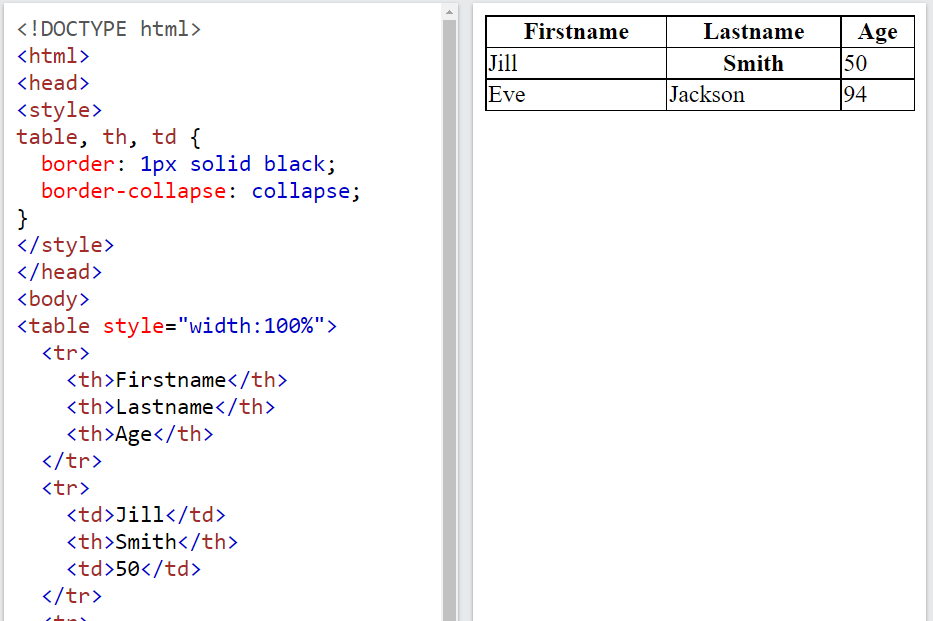 <!DOCTYPE html>
<html>
<head>
<style>
table, th, td {
  border: 1px solid black;
  border-collapse: collapse;
}
</style>
</head>
<body>
<table style="width:100%">
  <tr>
    <th>Firstname</th>
    <th>Lastname</th>
    <th>Age</th>
  </tr>
  <tr>
    <td>Jill</td>
    <th>Smith</th>
    <td>50</td>
  </tr>
Firstname Lastname Age
Jill Smith 50
Eve Jackson 94